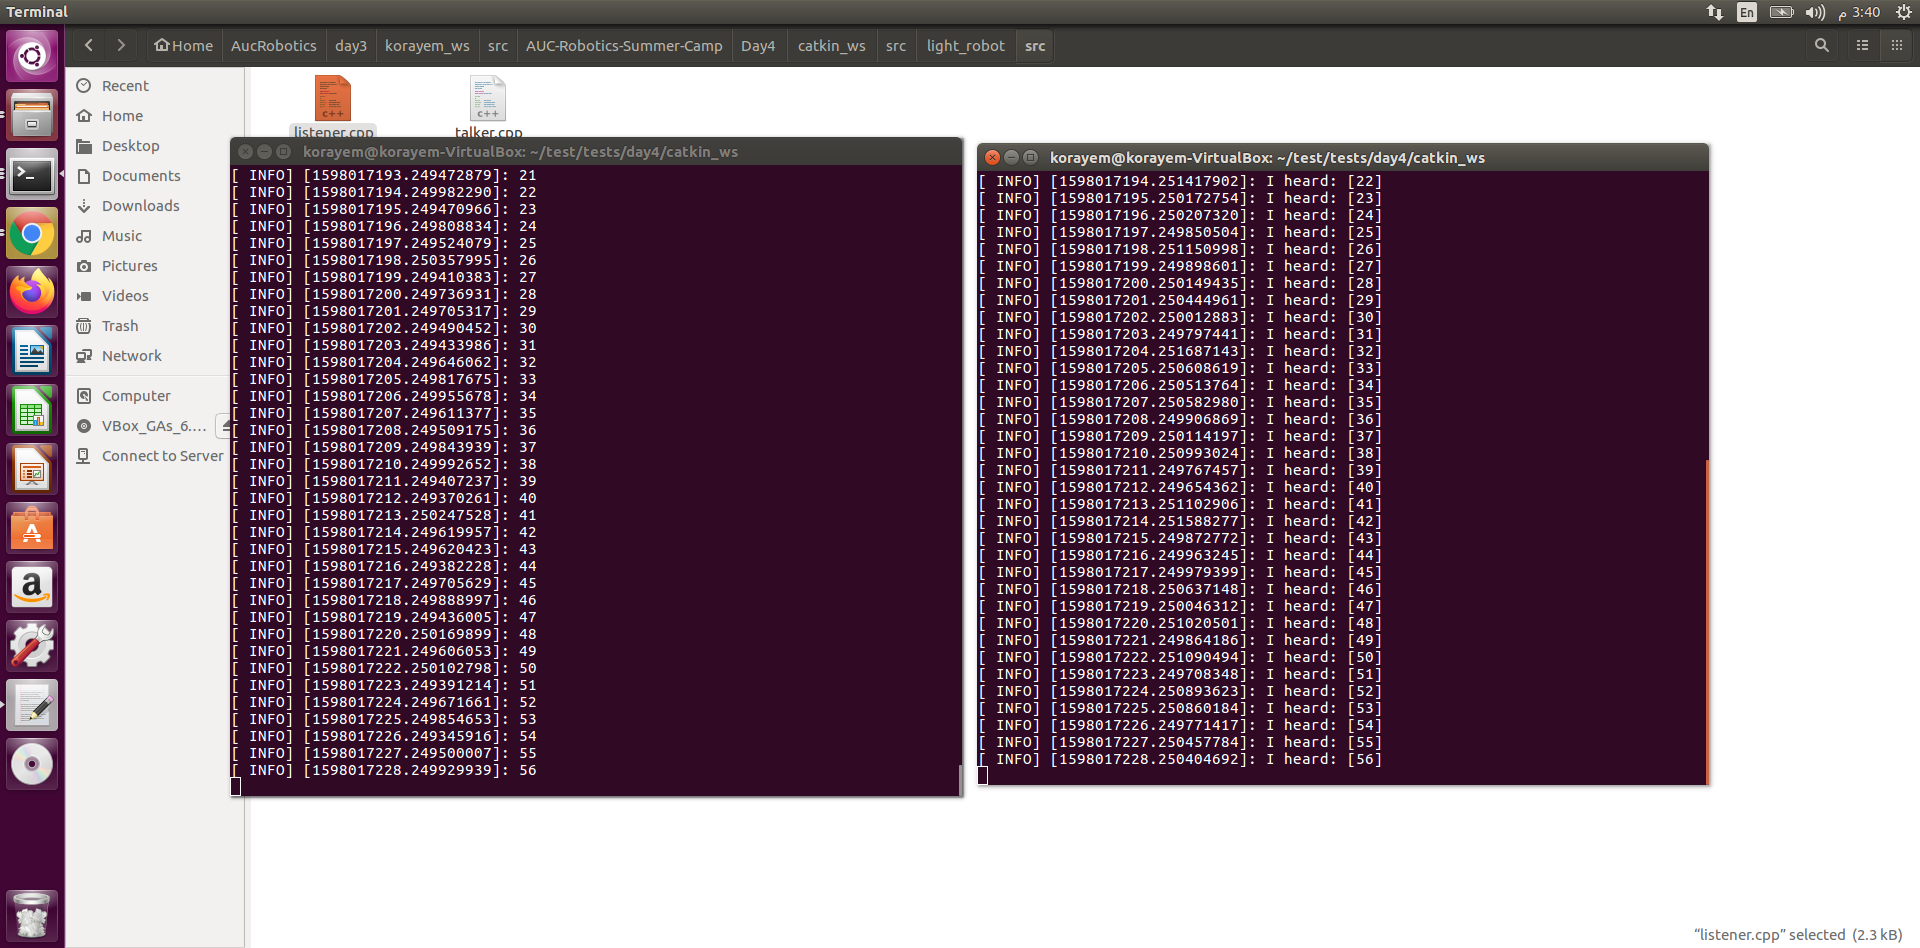 Terminal
En
3:40 م
Home AucRobotics day3 korayem_ws src AUC-Robotics-Summer-Camp Day4 catkin_ws src light_robot src
Recent
Home
Desktop
Documents
Downloads
Music
Pictures
Videos
Trash
Network
Computer
VBox_GAs_6....
Connect to Server
c++
listener.cpp
c++
talker.cpp
korayem@korayem-VirtualBox: ~/test/tests/day4/catkin_ws
[ INFO] [1598017193.249472879]: 21
[ INFO] [1598017194.249982290]: 22
[ INFO] [1598017195.249470966]: 23
[ INFO] [1598017196.249808834]: 24
[ INFO] [1598017197.249524079]: 25
[ INFO] [1598017198.250357995]: 26
[ INFO] [1598017199.249410383]: 27
[ INFO] [1598017200.249736931]: 28
[ INFO] [1598017201.249705317]: 29
[ INFO] [1598017202.249490452]: 30
[ INFO] [1598017203.249433986]: 31
[ INFO] [1598017204.249646062]: 32
[ INFO] [1598017205.249817675]: 33
[ INFO] [1598017206.249955678]: 34
[ INFO] [1598017207.249611377]: 35
[ INFO] [1598017208.249509175]: 36
[ INFO] [1598017209.249843939]: 37
[ INFO] [1598017210.249992652]: 38
[ INFO] [1598017211.249407237]: 39
[ INFO] [1598017212.249370261]: 40
[ INFO] [1598017213.250247528]: 41
[ INFO] [1598017214.249619957]: 42
[ INFO] [1598017215.249620423]: 43
[ INFO] [1598017216.249382228]: 44
[ INFO] [1598017217.249705629]: 45
[ INFO] [1598017218.249888997]: 46
[ INFO] [1598017219.249436005]: 47
[ INFO] [1598017220.250169899]: 48
[ INFO] [1598017221.249606053]: 49
[ INFO] [1598017222.250102798]: 50
[ INFO] [1598017223.249391214]: 51
[ INFO] [1598017224.249671661]: 52
[ INFO] [1598017225.249854653]: 53
[ INFO] [1598017226.249345916]: 54
[ INFO] [1598017227.249500007]: 55
[ INFO] [1598017228.249929939]: 56
korayem@korayem-VirtualBox: ~/test/tests/day4/catkin_ws
[ INFO] [1598017194.251417902]: I heard: [22]
[ INFO] [1598017195.250172754]: I heard: [23]
[ INFO] [1598017196.250207320]: I heard: [24]
[ INFO] [1598017197.249850504]: I heard: [25]
[ INFO] [1598017198.251150998]: I heard: [26]
[ INFO] [1598017199.249898601]: I heard: [27]
[ INFO] [1598017200.250149435]: I heard: [28]
[ INFO] [1598017201.250444961]: I heard: [29]
[ INFO] [1598017202.250012883]: I heard: [30]
[ INFO] [1598017203.249797441]: I heard: [31]
[ INFO] [1598017204.251687143]: I heard: [32]
[ INFO] [1598017205.250608619]: I heard: [33]
[ INFO] [1598017206.250513764]: I heard: [34]
[ INFO] [1598017207.250582980]: I heard: [35]
[ INFO] [1598017208.249906869]: I heard: [36]
[ INFO] [1598017209.250114197]: I heard: [37]
[ INFO] [1598017210.250993024]: I heard: [38]
[ INFO] [1598017211.249767457]: I heard: [39]
[ INFO] [1598017212.249654362]: I heard: [40]
[ INFO] [1598017213.251102906]: I heard: [41]
[ INFO] [1598017214.251588277]: I heard: [42]
[ INFO] [1598017215.249872772]: I heard: [43]
[ INFO] [1598017216.249963245]: I heard: [44]
[ INFO] [1598017217.249979399]: I heard: [45]
[ INFO] [1598017218.250637148]: I heard: [46]
[ INFO] [1598017219.250046312]: I heard: [47]
[ INFO] [1598017220.251020501]: I heard: [48]
[ INFO] [1598017221.249864186]: I heard: [49]
[ INFO] [1598017222.251090494]: I heard: [50]
[ INFO] [1598017223.249708348]: I heard: [51]
[ INFO] [1598017224.250893623]: I heard: [52]
[ INFO] [1598017225.250860184]: I heard: [53]
[ INFO] [1598017226.249771417]: I heard: [54]
[ INFO] [1598017227.250457784]: I heard: [55]
[ INFO] [1598017228.250404692]: I heard: [56]
"listener.cpp" selected (2.3 kB)